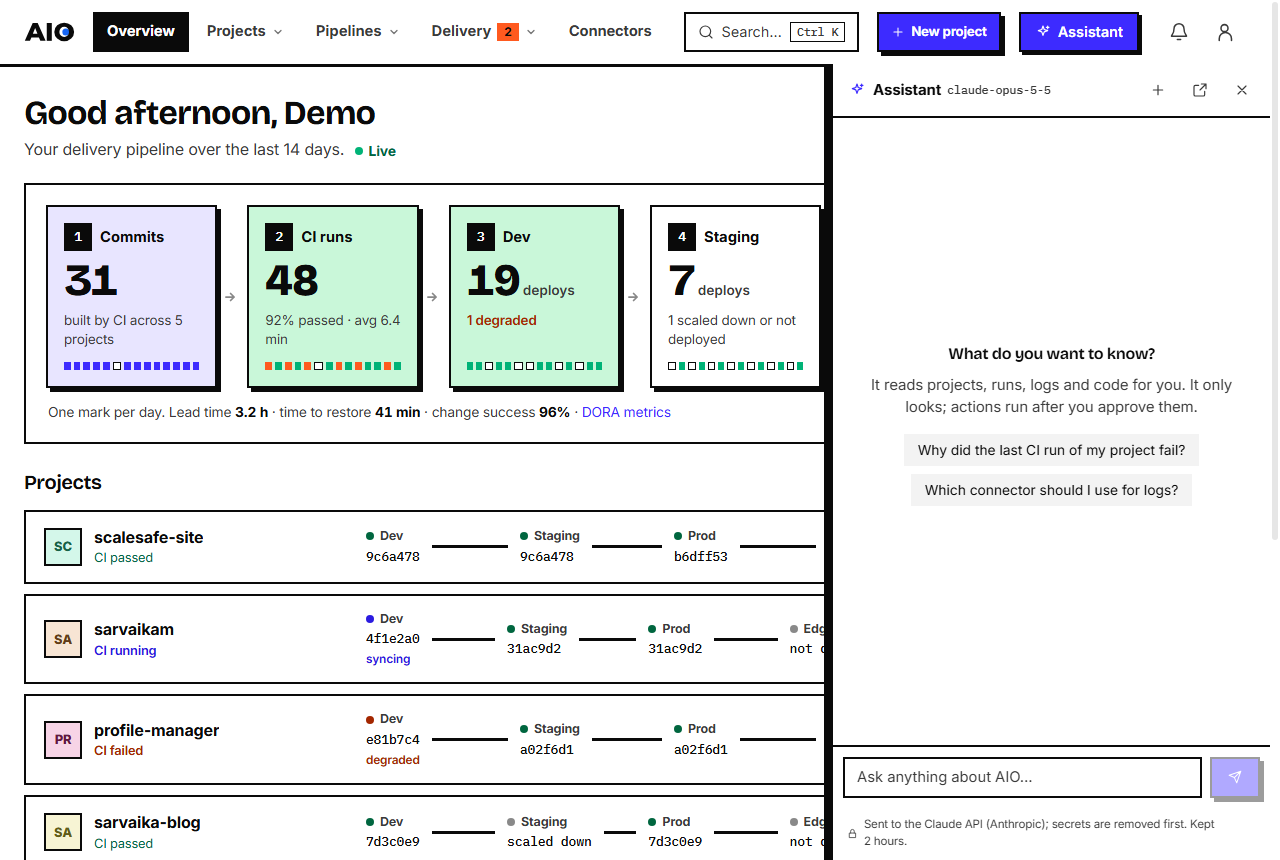 AIO
Overview
Projects
Pipelines
Delivery 2
Connectors
Search... Ctrl K
New project
Assistant
Good afternoon, Demo
Your delivery pipeline over the last 14 days. Live
1 Commits
31
built by CI across 5
projects
2 CI runs
48
92% passed · avg 6.4
min
3 Dev
19 deploys
1 degraded
4 Staging
7 deploys
1 scaled down or not
deployed
One mark per day. Lead time 3.2 h · time to restore 41 min · change success 96% · DORA metrics
Projects
SC
scalesafe-site
CI passed
Dev
9c6a478
Staging
9c6a478
Prod
b6dff53
SA
sarvaikam
CI running
Dev
4f1e2a0
syncing
Staging
31ac9d2
Prod
31ac9d2
Edg
not
PR
profile-manager
CI failed
Dev
e81b7c4
degraded
Staging
a02f6d1
Prod
a02f6d1
SA
sarvaika-blog
CI passed
Dev
7d3c0e9
Staging
scaled down
Prod
7d3c0e9
Edg
not
Assistant claude-opus-5-5
What do you want to know?
It reads projects, runs, logs and code for you. It only
looks; actions run after you approve them.
Why did the last CI run of my project fail?
Which connector should I use for logs?
Ask anything about AIO...
Sent to the Claude API (Anthropic); secrets are removed first. Kept
2 hours.